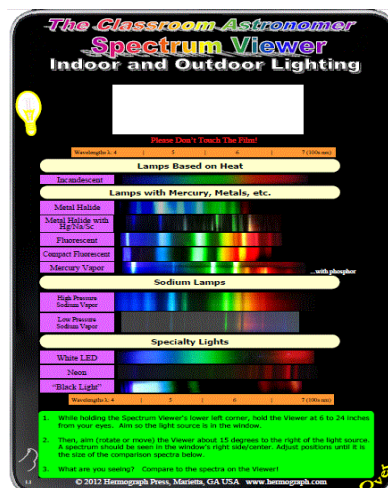 The Classroom Astronomer
Spectrum Viewer
Indoor and Outdoor Lighting
Please Don't Touch The Film!
Wavelengths λ: 4 | 5 | 6 | 7 (100s nm)
Lamps Based on Heat
Incandescent
Lamps with Mercury, Metals, etc.
Metal Halide
Metal Halide with
Hg/Na/Sc
Fluorescent
Compact Fluorescent
Mercury Vapor
...with phosphor
Sodium Lamps
High Pressure
Sodium Vapor
Low Pressure
Sodium Vapor
Specialty Lights
White LED
Neon
"Black Light"
Wavelengths λ: 4 | 5 | 6 | 7 (100s nm)
1. While holding the Spectrum Viewer's lower left corner, hold the Viewer at 6 to 24 inches
from your eyes. Aim so the light source is in the window.
2. Then, aim (rotate or move) the Viewer about 15 degrees to the right of the light source.
A spectrum should be seen in the window's right side/center. Adjust positions until it is
the size of the comparison spectra below.
3. What are you seeing? Compare to the spectra on the Viewer!
© 2012 Hermograph Press, Marietta, GA USA www.hermograph.com
Over